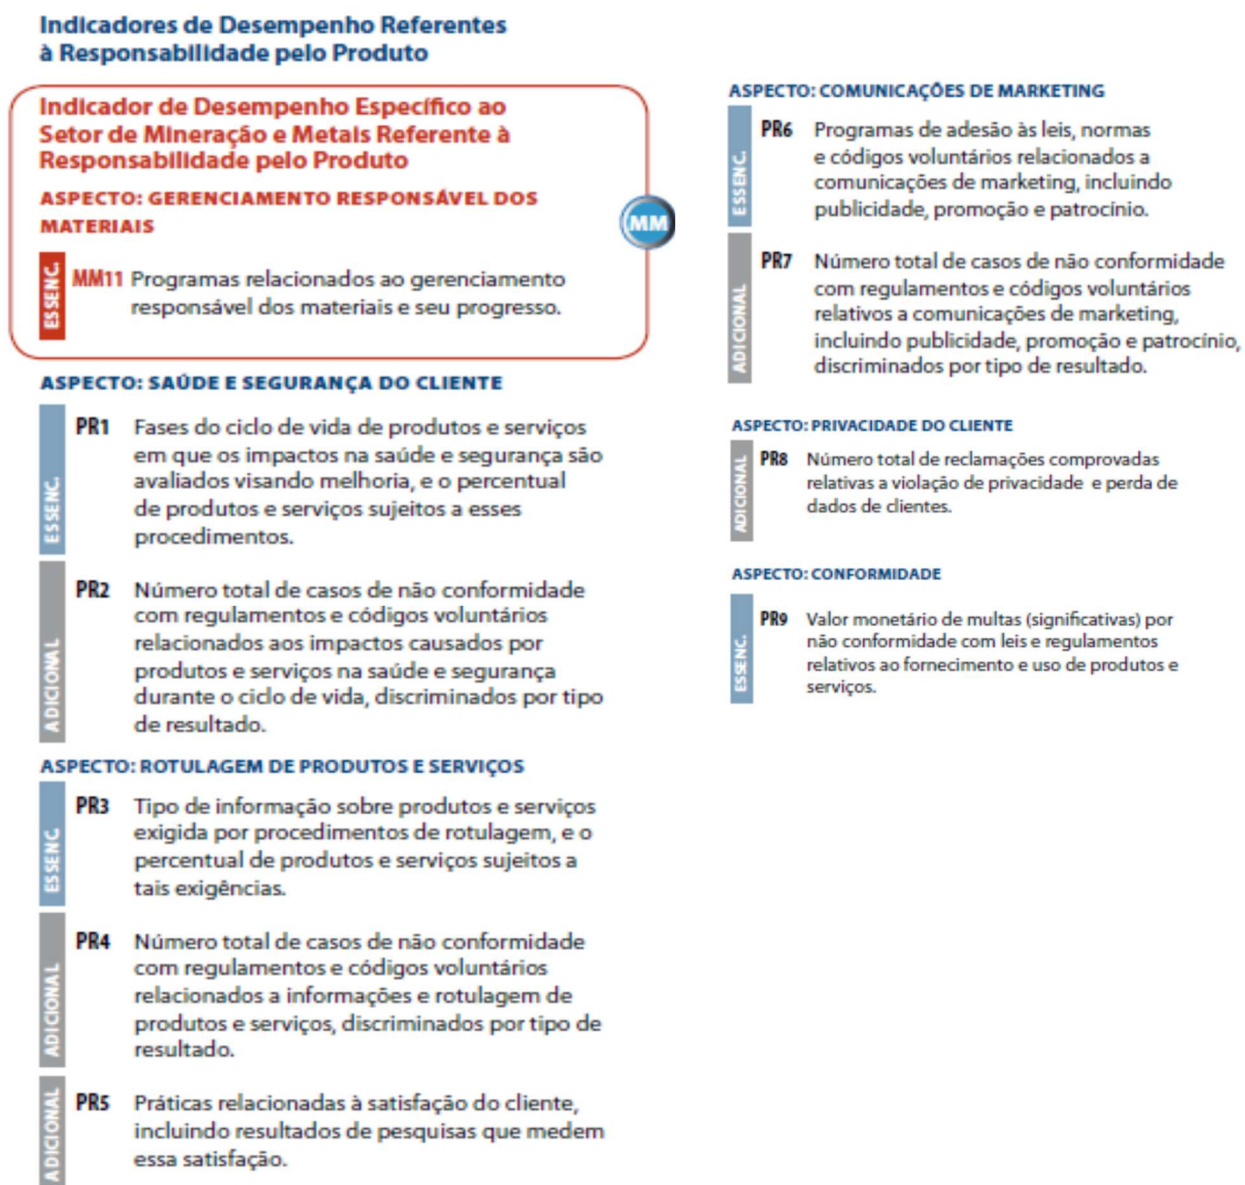 Indicadores de Desempenho Referentes
à Responsabilidade pelo Produto
Indicador de Desempenho Específico ao
Setor de Mineração e Metais Referente à
Responsabilidade pelo Produto
ASPECTO: GERENCIAMENTO RESPONSÁVEL DOS
MATERIAIS
MM
ESSENC.
MM11 Programas relacionados ao gerenciamento
responsável dos materiais e seu progresso.
ASPECTO: SAÚDE E SEGURANÇA DO CLIENTE
ESSENC.
PR1 Fases do ciclo de vida de produtos e serviços
em que os impactos na saúde e segurança são
avaliados visando melhoria, e o percentual
de produtos e serviços sujeitos a esses
procedimentos.
ADICIONAL
PR2 Número total de casos de não conformidade
com regulamentos e códigos voluntários
relacionados aos impactos causados por
produtos e serviços na saúde e segurança
durante o ciclo de vida, discriminados por tipo
de resultado.
ASPECTO: ROTULAGEM DE PRODUTOS E SERVIÇOS
ESSENC
PR3 Tipo de informação sobre produtos e serviços
exigida por procedimentos de rotulagem, e o
percentual de produtos e serviços sujeitos a
tais exigências.
ADICIONAL
PR4 Número total de casos de não conformidade
com regulamentos e códigos voluntários
relacionados a informações e rotulagem de
produtos e serviços, discriminados por tipo de
resultado.
ADICIONAL
PR5 Práticas relacionadas à satisfação do cliente,
incluindo resultados de pesquisas que medem
essa satisfação.
ASPECTO: COMUNICAÇÕES DE MARKETING
ESSENC.
PR6 Programas de adesão às leis, normas
e códigos voluntários relacionados a
comunicações de marketing, incluindo
publicidade, promoção e patrocínio.
ADICIONAL
PR7 Número total de casos de não conformidade
com regulamentos e códigos voluntários
relativos a comunicações de marketing,
incluindo publicidade, promoção e patrocínio,
discriminados por tipo de resultado.
ASPECTO: PRIVACIDADE DO CLIENTE
ADICIONAL
PR8 Número total de reclamações comprovadas
relativas a violação de privacidade e perda de
dados de clientes.
ASPECTO: CONFORMIDADE
ESSENC.
PR9 Valor monetário de multas (significativas) por
não conformidade com leis e regulamentos
relativos ao fornecimento e uso de produtos e
serviços.